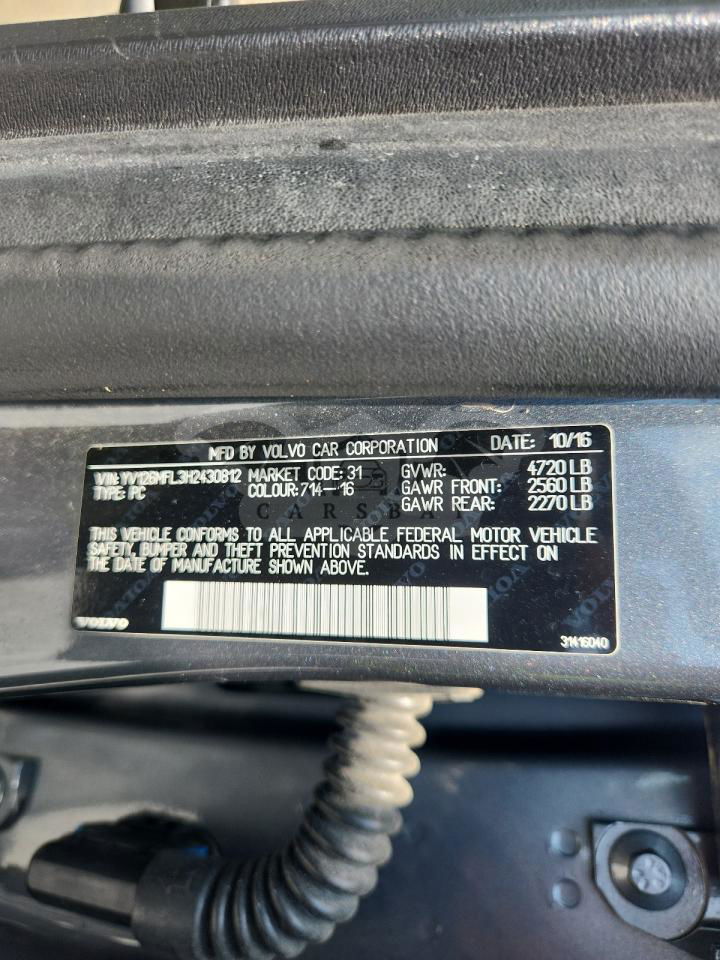 MFD BY VOLVO CAR CORPORATION DATE: 10/16
VIN: YV126MFL3H2430812 MARKET CODE: 31 GVWR: 4720 LB
TYPE: PC COLOUR: 714--16 GAWR FRONT: 2560 LB
GAWR REAR: 2270 LB
CARSBAN
THIS VEHICLE CONFORMS TO ALL APPLICABLE FEDERAL MOTOR VEHICLE
SAFETY, BUMPER AND THEFT PREVENTION STANDARDS IN EFFECT ON
THE DATE OF MANUFACTURE SHOWN ABOVE.
VOLVO
31416040